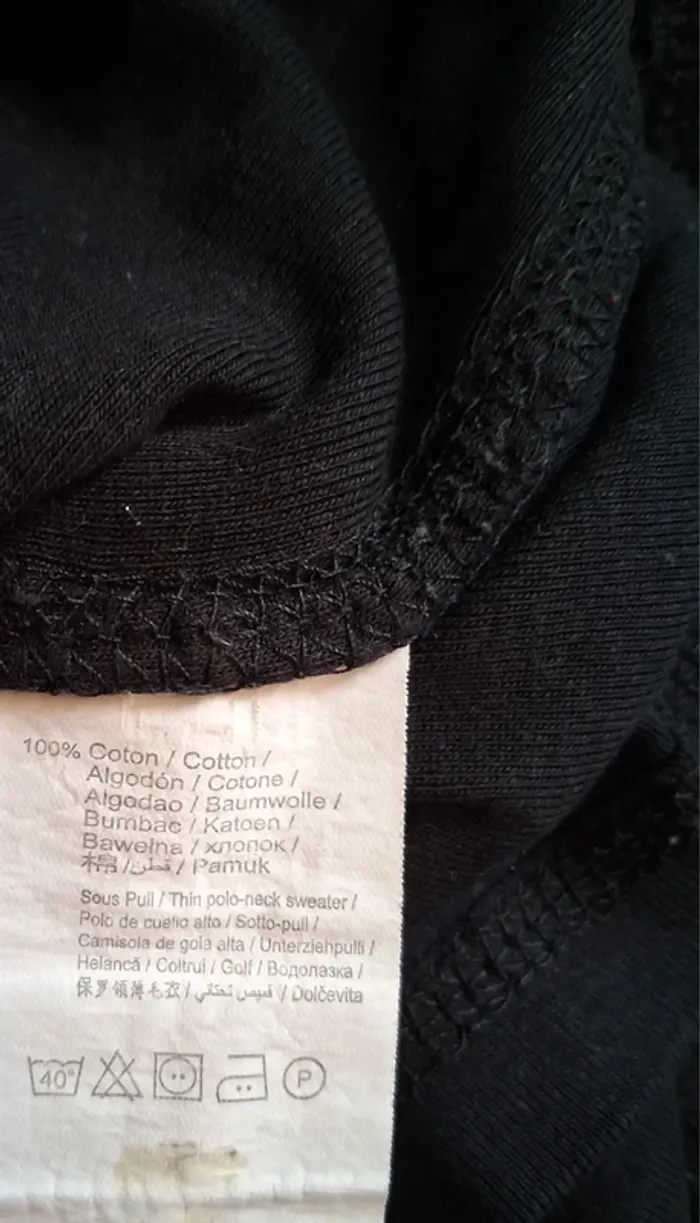 100% Coton / Cotton /
Algodón / Cotone /
Algodao / Baumwolle /
Bumbac / Katoen /
Bawełna / хлопок /
棉 / قطن / Pamuk
Sous Pull / Thin polo-neck sweater /
Polo de cuello alto / Sotto-pull /
Camisola de gola alta / Unterziehpulli /
Helancă / Coltrui / Golf / Водолазка /
保罗领薄毛衣 / قميص تحتاني / Dolčevita
40°
P